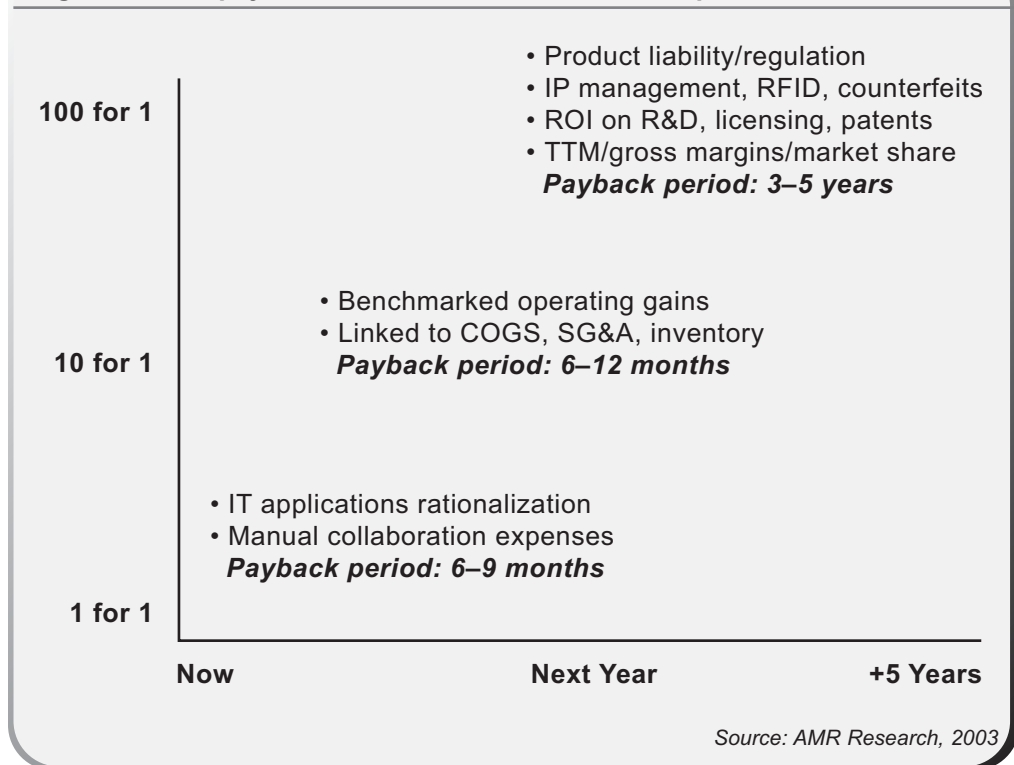 • Product liability/regulation
• IP management, RFID, counterfeits
100 for 1
• ROI on R&D, licensing, patents
• TTM/gross margins/market share
Payback period: 3–5 years
• Benchmarked operating gains
• Linked to COGS, SG&A, inventory
10 for 1
Payback period: 6–12 months
• IT applications rationalization
• Manual collaboration expenses
Payback period: 6–9 months
1 for 1
Now Next Year +5 Years
Source: AMR Research, 2003